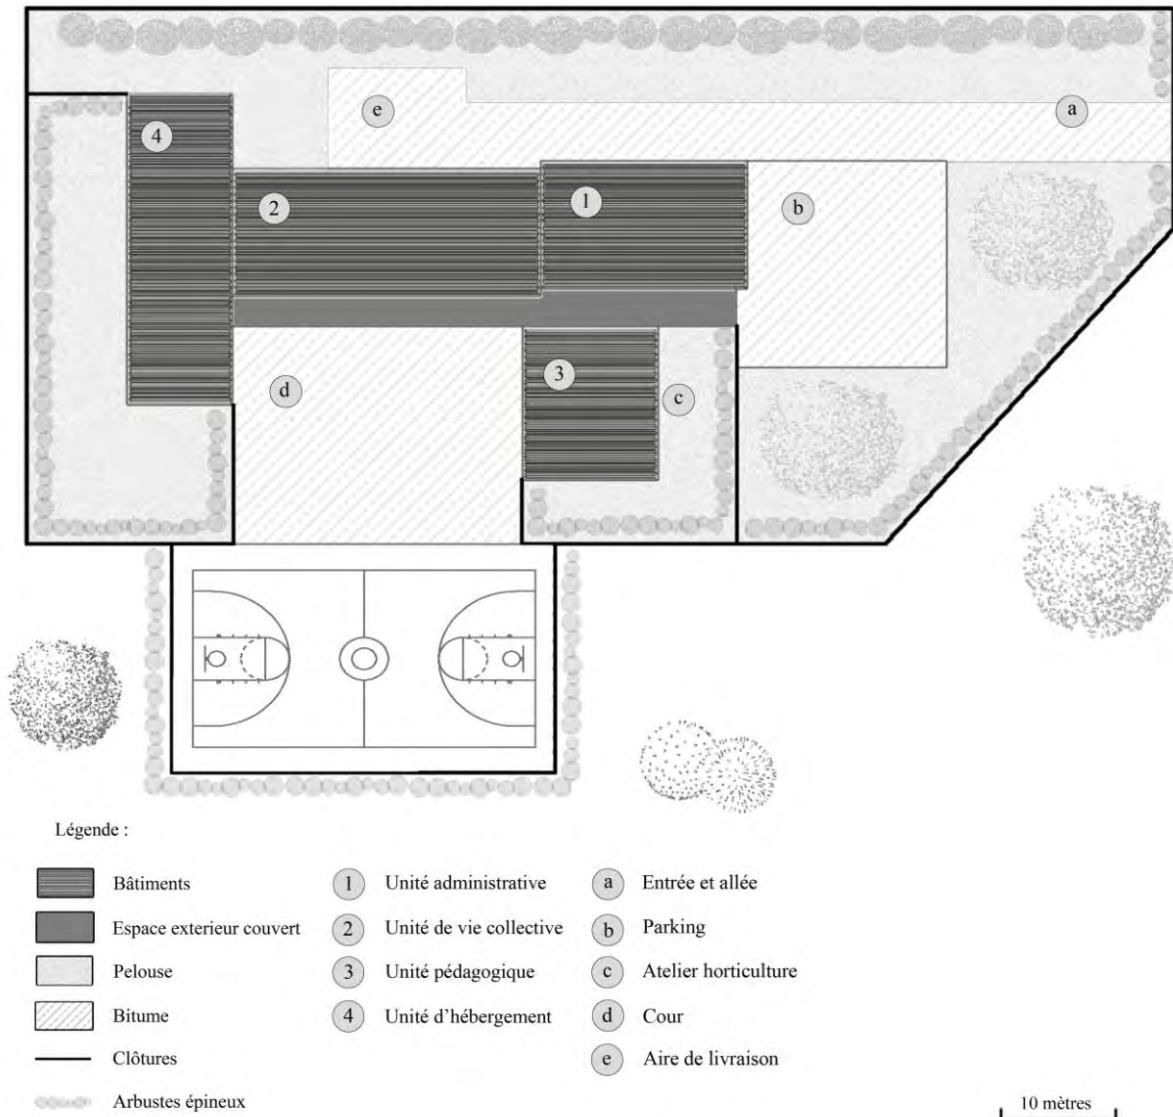 e
a
4
2
1
b
d
3
c
Légende :
Bâtiments
Espace exterieur couvert
Pelouse
Bitume
Clôtures
Arbustes épineux
1 Unité administrative
2 Unité de vie collective
3 Unité pédagogique
4 Unité d'hébergement
a Entrée et allée
b Parking
c Atelier horticulture
d Cour
e Aire de livraison
10 mètres